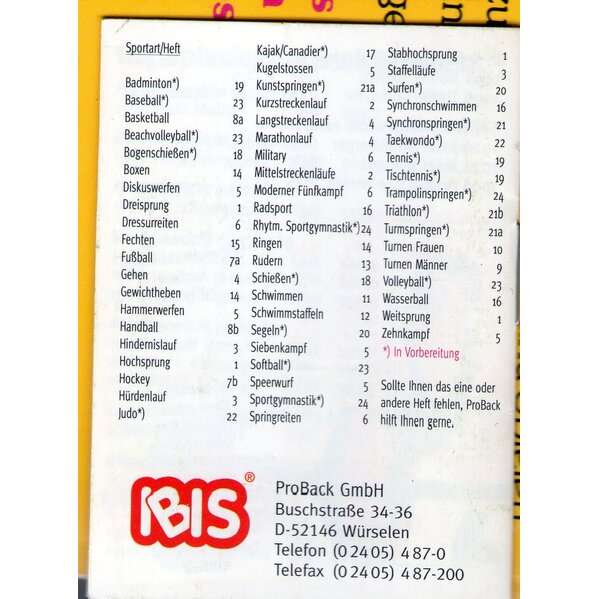 Sportart/Heft
Badminton*) 19
Baseball*) 23
Basketball 8a
Beachvolleyball*) 23
Bogenschießen*) 18
Boxen 14
Diskuswerfen 5
Dreisprung 1
Dressurreiten 6
Fechten 15
Fußball 7a
Gehen 4
Gewichtheben 14
Hammerwerfen 5
Handball 8b
Hindernislauf 3
Hochsprung 1
Hockey 7b
Hürdenlauf 3
Judo*) 22
Kajak/Canadier*) 17
Kugelstossen 5
Kunstspringen*) 21a
Kurzstreckenlauf 2
Langstreckenlauf 4
Marathonlauf 4
Military 6
Mittelstreckenläufe 2
Moderner Fünfkampf 6
Radsport 16
Rhytm. Sportgymnastik*) 24
Ringen 14
Rudern 13
Schießen*) 18
Schwimmen 11
Schwimmstaffeln 12
Segeln*) 20
Siebenkampf 5
Softball*) 23
Speerwurf 5
Sportgymnastik*) 24
Springreiten 6
Stabhochsprung 1
Staffelläufe 3
Surfen*) 20
Synchronschwimmen 16
Synchronspringen*) 21
Taekwondo*) 22
Tennis*) 19
Tischtennis*) 19
Trampolinspringen*) 24
Triathlon*) 21b
Turmspringen*) 21a
Turnen Frauen 10
Turnen Männer 9
Volleyball*) 23
Wasserball 16
Weitsprung 1
Zehnkampf 5
*) In Vorbereitung
Sollte Ihnen das eine oder
andere Heft fehlen, ProBack
hilft Ihnen gerne.
IBIS ®
ProBack GmbH
Buschstraße 34-36
D-52146 Würselen
Telefon (0 24 05) 4 87-0
Telefax (0 24 05) 4 87-200